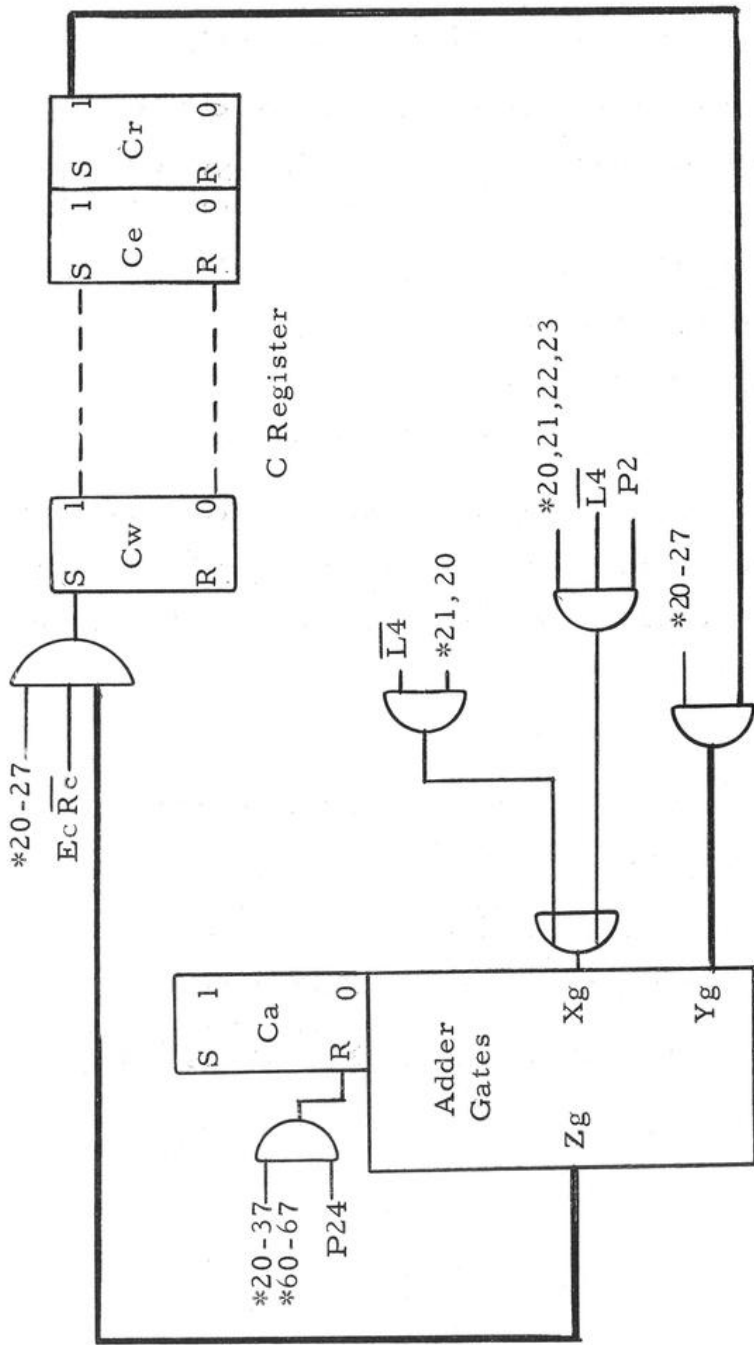 *20-27
Ec R̅c̅
S 1
Cw
R 0
S 1
Ce
R 0
S 1
Cr
R 0
C Register
L̅4̅
*21, 20
*20,21,22,23
L̅4̅
P2
*20-27
*20-37
*60-67
P24
S 1
Ca
R 0
Adder
Gates
Zg
Xg
Yg